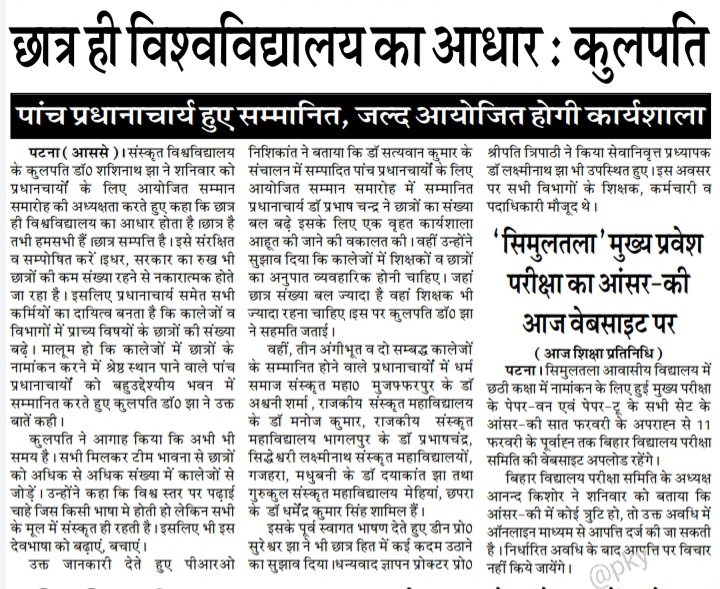 छात्र ही विश्वविद्यालय का आधार : कुलपति
पांच प्रधानाचार्य हुए सम्मानित, जल्द आयोजित होगी कार्यशाला
पटना ( आससे )। संस्कृत विश्वविद्यालय
के कुलपति डॉ० शशिनाथ झा ने शनिवार को
प्रधानचार्यो के लिए आयोजित सम्मान
समारोह की अध्यक्षता करते हुए कहा कि छात्र
ही विश्वविद्यालय का आधार होता है।छात्र है
तभी हमसभी हैं।छात्र सम्पत्ति है। इसे संरक्षित
व सम्पोषित करें।इधर, सरकार का रुख भी
छात्रों की कम संख्या रहने से नकारात्मक होते
जा रहा है। इसलिए प्रधानाचार्य समेत सभी
कर्मियों का दायित्व बनता है कि कालेजों व
विभागों में प्राच्य विषयों के छात्रों की संख्या
बढ़े। मालूम हो कि कालेजों में छात्रों के
नामांकन करने में श्रेष्ठ स्थान पाने वाले पांच
प्रधानाचार्यों को बहुउद्देश्यीय भवन में
सम्मानित करते हुए कुलपति डॉ० झा ने उक्त
बातें कही।
कुलपति ने आगाह किया कि अभी भी
समय है। सभी मिलकर टीम भावना से छात्रों
को अधिक से अधिक संख्या में कालेजों से
जोड़ें। उन्होंने कहा कि विश्व स्तर पर पढ़ाई
चाहे जिस किसी भाषा मे होती हो लेकिन सभी
के मूल में संस्कृत ही रहती है। इसलिए भी इस
देवभाषा को बढ़ाएं, बचाएं।
उक्त जानकारी देते हुए पीआरओ
निशिकांत ने बताया कि डॉ सत्यवान कुमार के
संचालन में सम्पादित पांच प्रधानाचार्यों के लिए
आयोजित सम्मान समारोह में सम्मानित
प्रधानाचार्य डॉ प्रभाष चन्द्र ने छात्रों का संख्या
बल बढ़े इसके लिए एक वृहत कार्यशाला
आहूत की जाने की वकालत की। वहीं उन्होंने
सुझाव दिया कि कालेजों में शिक्षकों व छात्रों
का अनुपात व्यवहारिक होनी चाहिए। जहां
छात्र संख्या बल ज्यादा है वहां शिक्षक भी
ज्यादा रहना चाहिए।इस पर कुलपति डॉ० झा
ने सहमति जताई।
वहीं, तीन अंगीभूत व दो सम्बद्ध कालेजों
के सम्मानित होने वाले प्रधानाचार्यों में धर्म
समाज संस्कृत महा० मुजफ्फरपुर के डॉ
अश्वनी शर्मा , राजकीय संस्कृत महाविद्यालय
के डॉ मनोज कुमार, राजकीय संस्कृत
महाविद्यालय भागलपुर के डॉ प्रभाषचंद्र,
सिद्धेश्वरी लक्ष्मीनाथ संस्कृत महाविद्यालयों,
गजहरा, मधुबनी के डॉ दयाकांत झा तथा
गुरुकुल संस्कृत महाविद्यालय मेहियां, छपरा
के डॉ धर्मेंद्र कुमार सिंह शामिल हैं।
इसके पूर्व स्वागत भाषण देते हुए डीन प्रो०
सुरेश्वर झा ने भी छात्र हित में कई कदम उठाने
का सुझाव दिया।धन्यवाद ज्ञापन प्रोक्टर प्रो०
श्रीपति त्रिपाठी ने किया सेवानिवृत्त प्रध्यापक
डॉ लक्ष्मीनाथ झा भी उपस्थित हुए। इस अवसर
पर सभी विभागों के शिक्षक, कर्मचारी व
पदाधिकारी मौजूद थे।
‘सिमुलतला’ मुख्य प्रवेश
परीक्षा का आंसर-की
आज वेबसाइट पर
( आज शिक्षा प्रतिनिधि )
पटना। सिमुलतला आवासीय विद्यालय में
छठी कक्षा में नामांकन के लिए हुई मुख्य परीक्षा
के पेपर-वन एवं पेपर-टू के सभी सेट के
आंसर-की सात फरवरी के अपराह्न से 11
फरवरी के पूर्वाह्न तक बिहार विद्यालय परीक्षा
समिति की वेबसाइट अपलोड रहेंगे।
बिहार विद्यालय परीक्षा समिति के अध्यक्ष
आनन्द किशोर ने शनिवार को बताया कि
आंसर-की में कोई त्रुटि हो, तो उक्त अवधि में
ऑनलाइन माध्यम से आपत्ति दर्ज की जा सकती
है। निर्धारित अवधि के बाद आपत्ति पर विचार
नहीं किये जायेंगे।
@pky